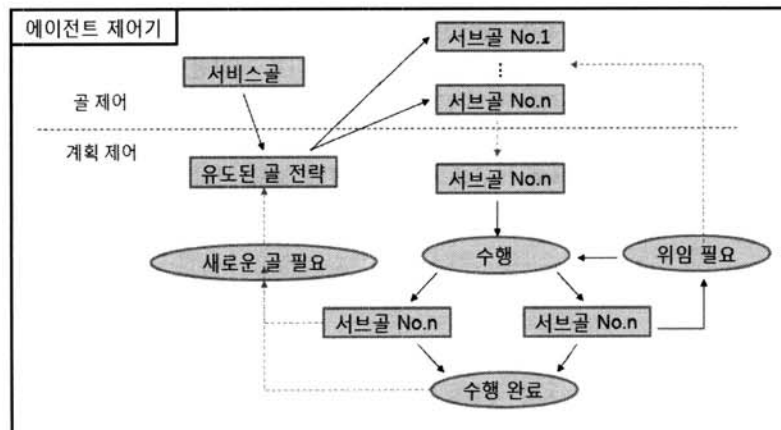 에이전트 제어기
서브골 No.1
서비스골
골 제어
서브골 No.n
계획 제어
유도된 골 전략
서브골 No.n
새로운 골 필요
수행
위임 필요
서브골 No.n
서브골 No.n
수행 완료